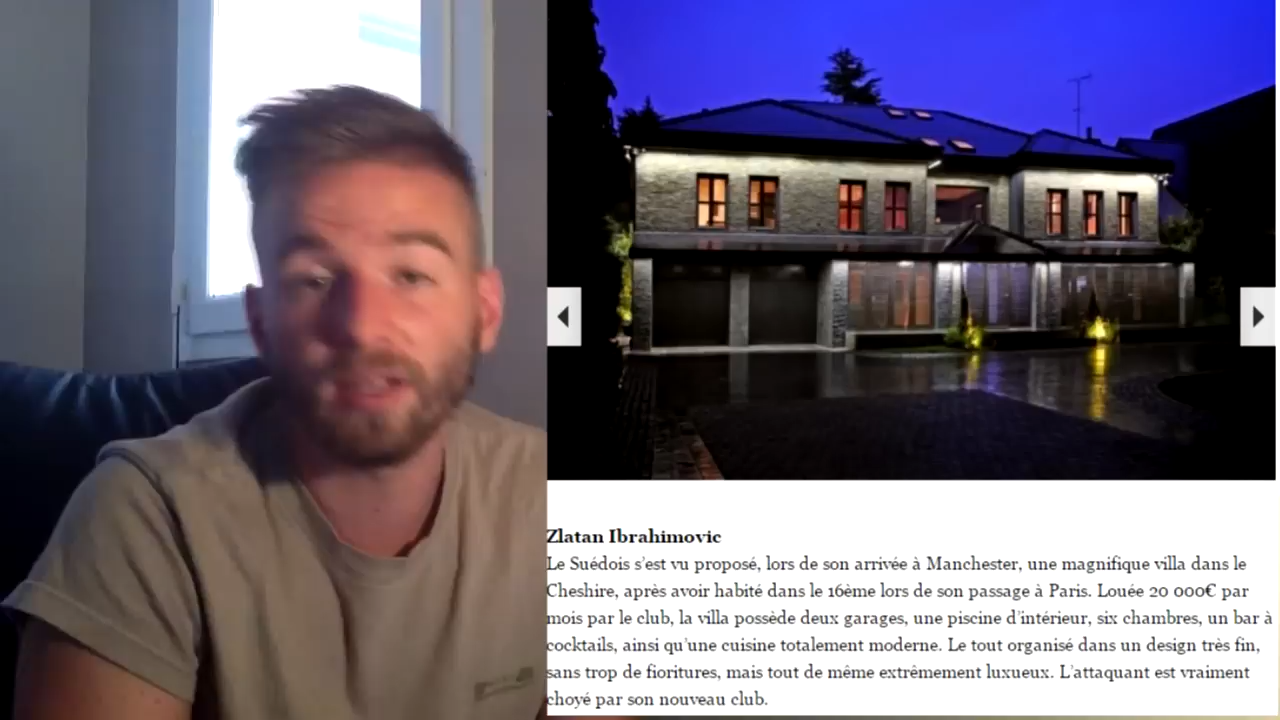 Zlatan Ibrahimovic
Le Suédois s'est vu proposé, lors de son arrivée à Manchester, une magnifique villa dans le
Cheshire, après avoir habité dans le 16ème lors de son passage à Paris. Louée 20 000€ par
mois par le club, la villa possède deux garages, une piscine d'intérieur, six chambres, un bar à
cocktails, ainsi qu'une cuisine totalement moderne. Le tout organisé dans un design très fin,
sans trop de fioritures, mais tout de même extrêmement luxueux. L'attaquant est vraiment
choyé par son nouveau club.